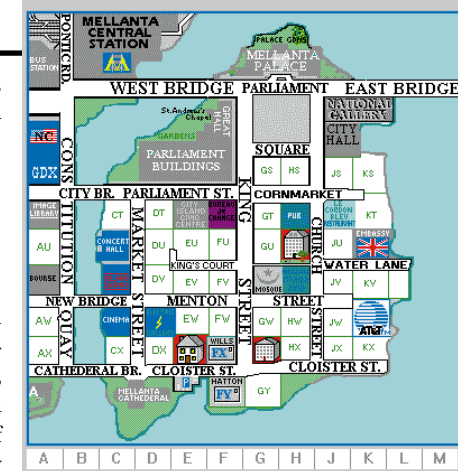 MELLANTA
CENTRAL
STATION
BUS
STATION
PONTIC RD.
PALACE GDNS
MELLANTA
PALACE
WEST BRIDGE PARLIAMENT EAST BRIDGE
St. Andrew's
Chapel
GREAT
HALL
GARDENS
PARLIAMENT
BUILDINGS
NATIONAL
GALLERY
CITY
HALL
SQUARE
NC
GDX
CONSTITUTION
QUAY
GS HS JS KS
CITY BR. PARLIAMENT ST.
CORNMARKET
IMAGE
LIBRARY
CT
MARKET STREET
DT
CITY
ISLAND
CIVIC
CENTRE
BUREAU
DE
CHANGE
KING STREET
GT
PUB
CHURCH STREET
LE
CORDON
BLEU
RESTAURANT
KT
AU
CONCERT
HALL
DU EU FU
GU
JU
EMBASSY
WATER LANE
KING'S COURT
BOURSE
DV EV FV
MOSQUE
JV KV
NEW BRIDGE MENTON STREET
AW
CINEMA
EW FW
GW HW JW
AT&T
AX CX DX
WILLS
FX
HX JX KX
CATHEDRAL BR. CLOISTER ST. CLOISTER ST.
A
MELLANTA
CATHEDRAL
P
HATTON
FY
GY
A B C D E F G H J K L M